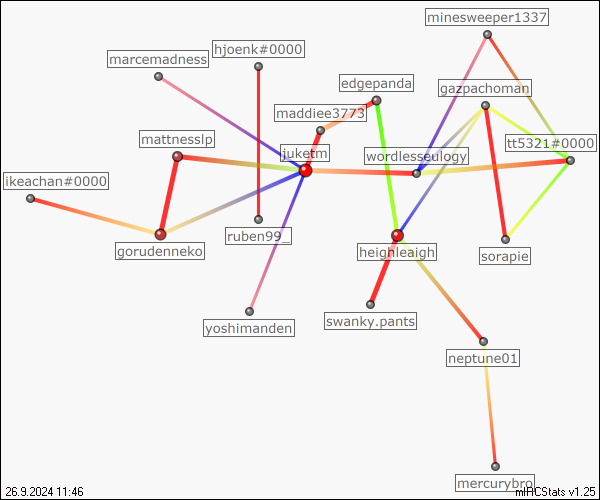 minesweeper1337
hjoenk#0000
marcemadness
edgepanda
gazpachoman
maddiee3773
mattnesslp
tt5321#0000
juketm
wordlesseulogy
ikeachan#0000
ruben99_
gorudenneko
heighleaigh
sorapie
swanky.pants
yoshimanden
neptune01
mercurybro
26.9.2024 11:46
mIRCStats v1.25